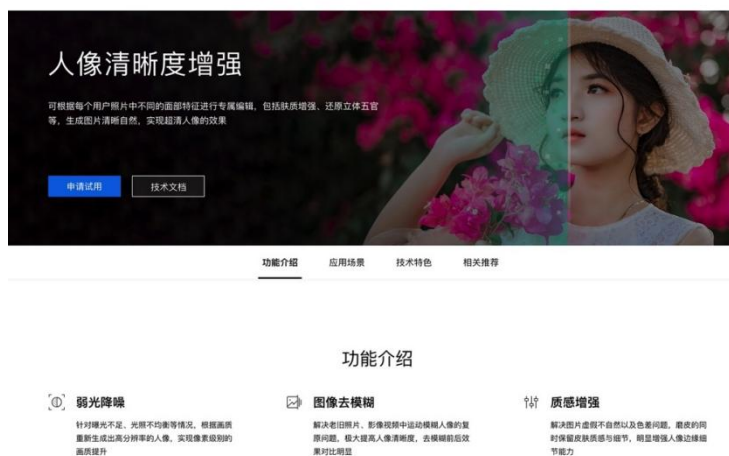 人像清晰度增强
可根据每个用户照片中不同的面部特征进行专属编辑，包括肤质增强、还原立体五官
等，生成图片清晰自然，实现超清人像的效果
申请试用 技术文档
功能介绍 应用场景 技术特色 相关推荐
功能介绍
弱光降噪 图像去模糊 质感增强
针对曝光不足、光照不均衡等情况，根据画质
重新生成出高分辨率的人像，实现像素级别的
画质提升
解决老旧照片、影像视频中运动模糊人像的复
原问题，极大提高人像清晰度，去模糊前后效
果对比明显
解决图片虚假不自然以及色差问题，磨皮的同
时保留皮肤质感与细节，明显增强人像边缘细
节能力